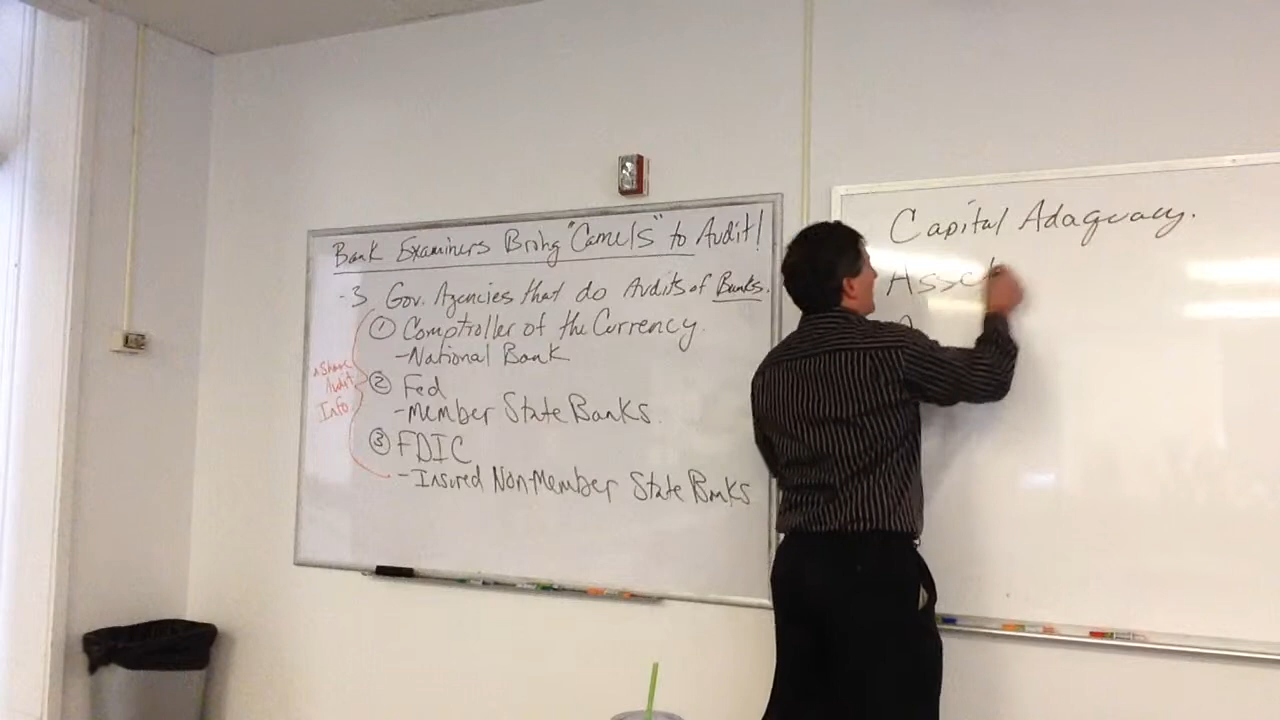 Bank Examiners Bring "Camels" to Audit!
-3 Gov. Agencies that do Audits of Banks.
① Comptroller of the Currency.
-National Bank
② Fed
-Member State Banks.
③ FDIC
-Insured Non-Member State Banks
*Share
Audit
Info.
Capital Adaquacy.
Asset